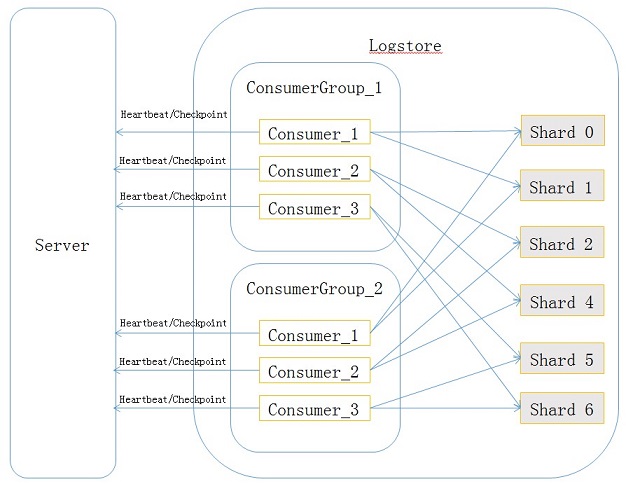 Logstore
ConsumerGroup_1
Heartbeat/Checkpoint
Consumer_1
Shard 0
Heartbeat/Checkpoint
Consumer_2
Shard 1
Heartbeat/Checkpoint
Consumer_3
Server
Shard 2
ConsumerGroup_2
Shard 4
Heartbeat/Checkpoint
Consumer_1
Heartbeat/Checkpoint
Consumer_2
Shard 5
Heartbeat/Checkpoint
Consumer_3
Shard 6